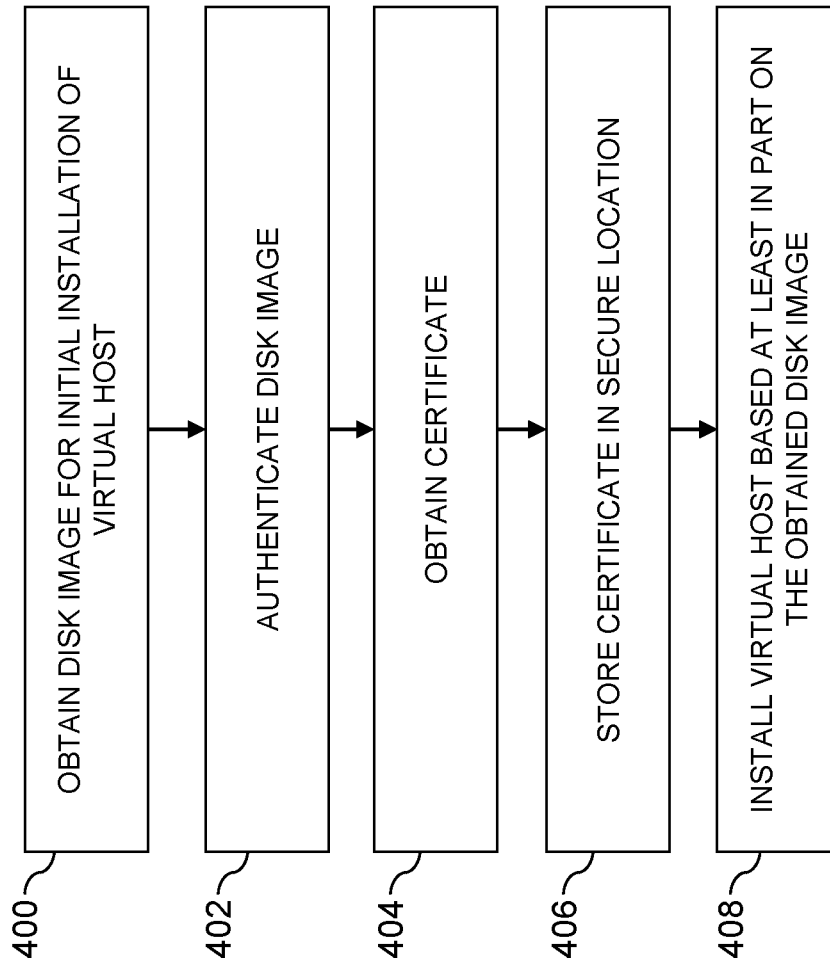 400
OBTAIN DISK IMAGE FOR INITIAL INSTALLATION OF
VIRTUAL HOST
402
AUTHENTICATE DISK IMAGE
404
OBTAIN CERTIFICATE
406
STORE CERTIFICATE IN SECURE LOCATION
408
INSTALL VIRTUAL HOST BASED AT LEAST IN PART ON
THE OBTAINED DISK IMAGE